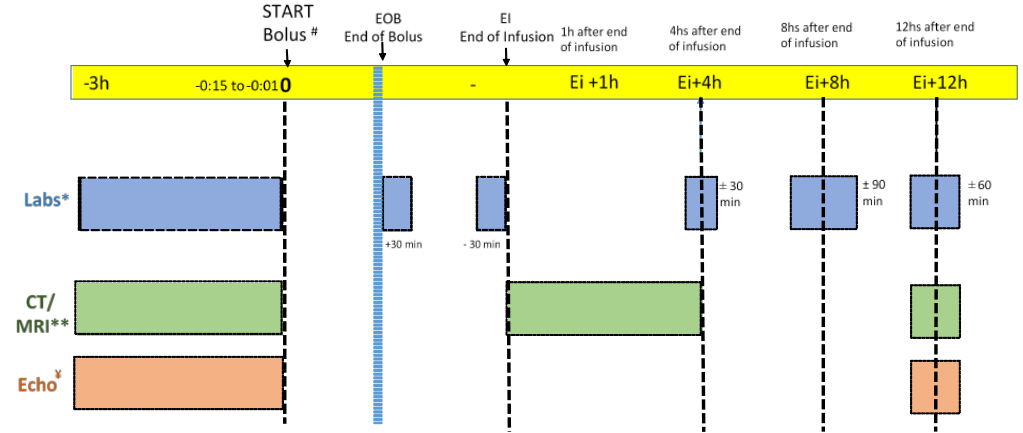 START
Bolus #
EOB
End of Bolus
EI
End of Infusion
1h after end
of infusion
4hs after end
of infusion
8hs after end
of infusion
12hs after end
of infusion
-3h
-0:15 to -0:01 0
-
Ei +1h
Ei+4h
Ei+8h
Ei+12h
Labs*
+30 min
- 30 min
± 30
min
± 90
min
± 60
min
CT/
MRI**
Echo¥